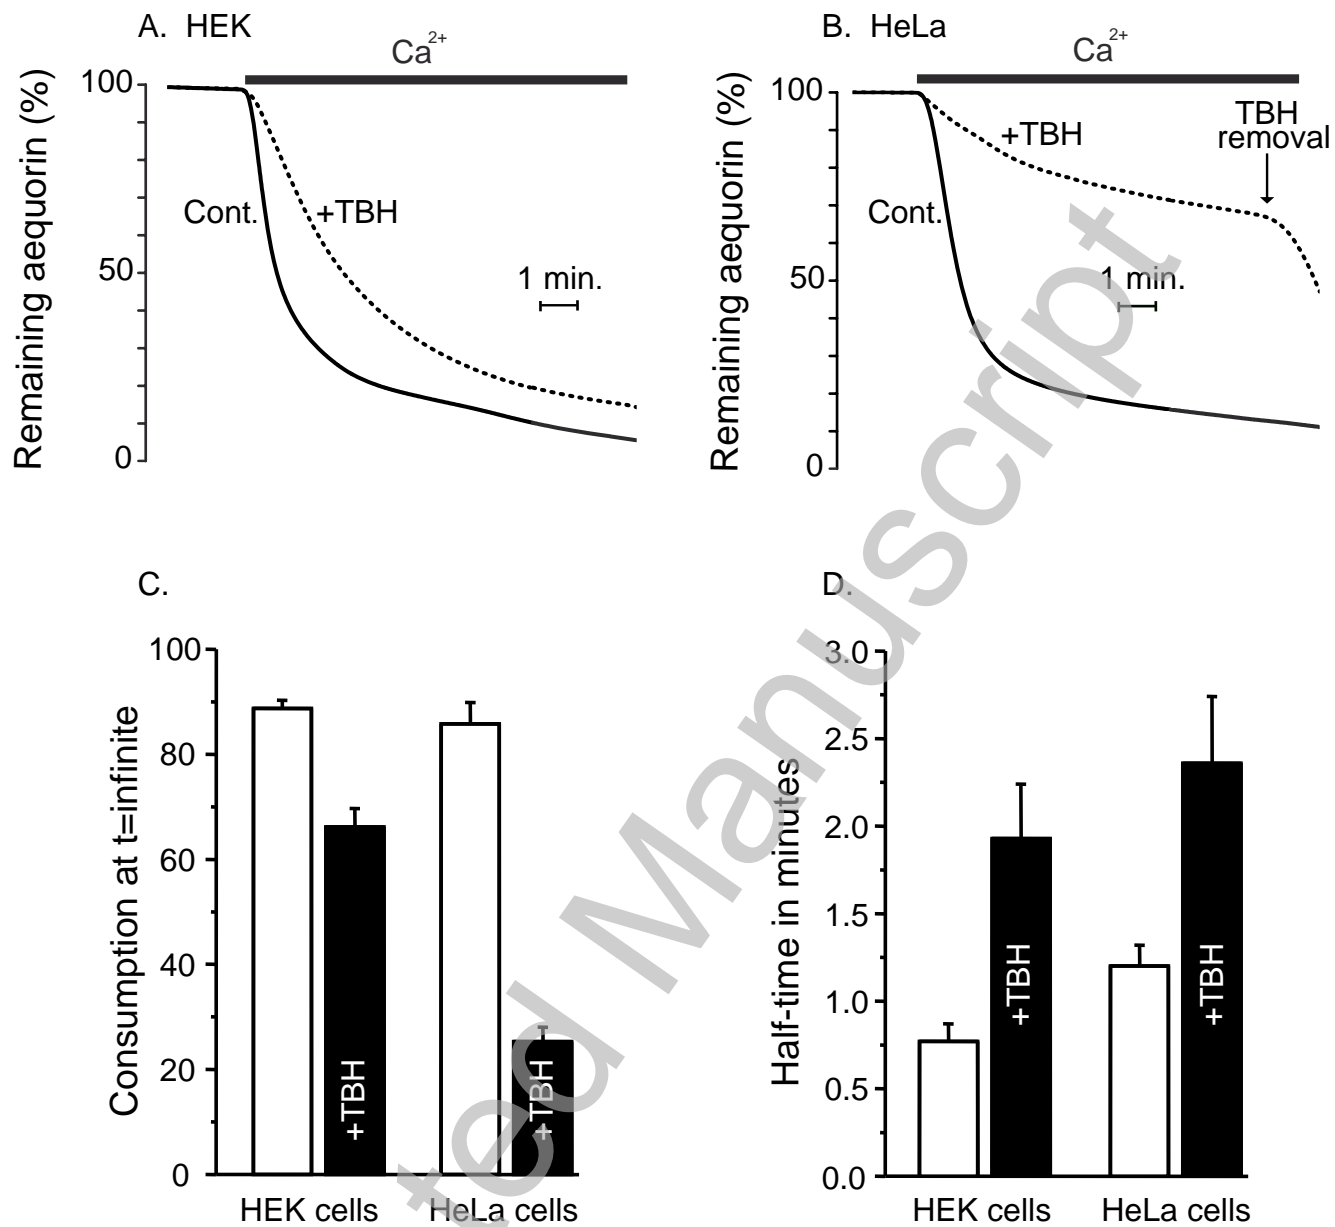 A. HEK
Ca2+
Remaining aequorin (%)
100
50
0
Cont.
+TBH
1 min.
B. HeLa
Ca2+
Remaining aequorin (%)
100
50
0
Cont.
+TBH
TBH
removal
1 min.
C.
Consumption at t=infinite
100
80
60
40
20
0
+TBH
+TBH
HEK cells
HeLa cells
D.
Half-time in minutes
3.0
2.5
2.0
1.5
1.0
0.5
0.0
+TBH
+TBH
HEK cells
HeLa cells
ted Manuscript